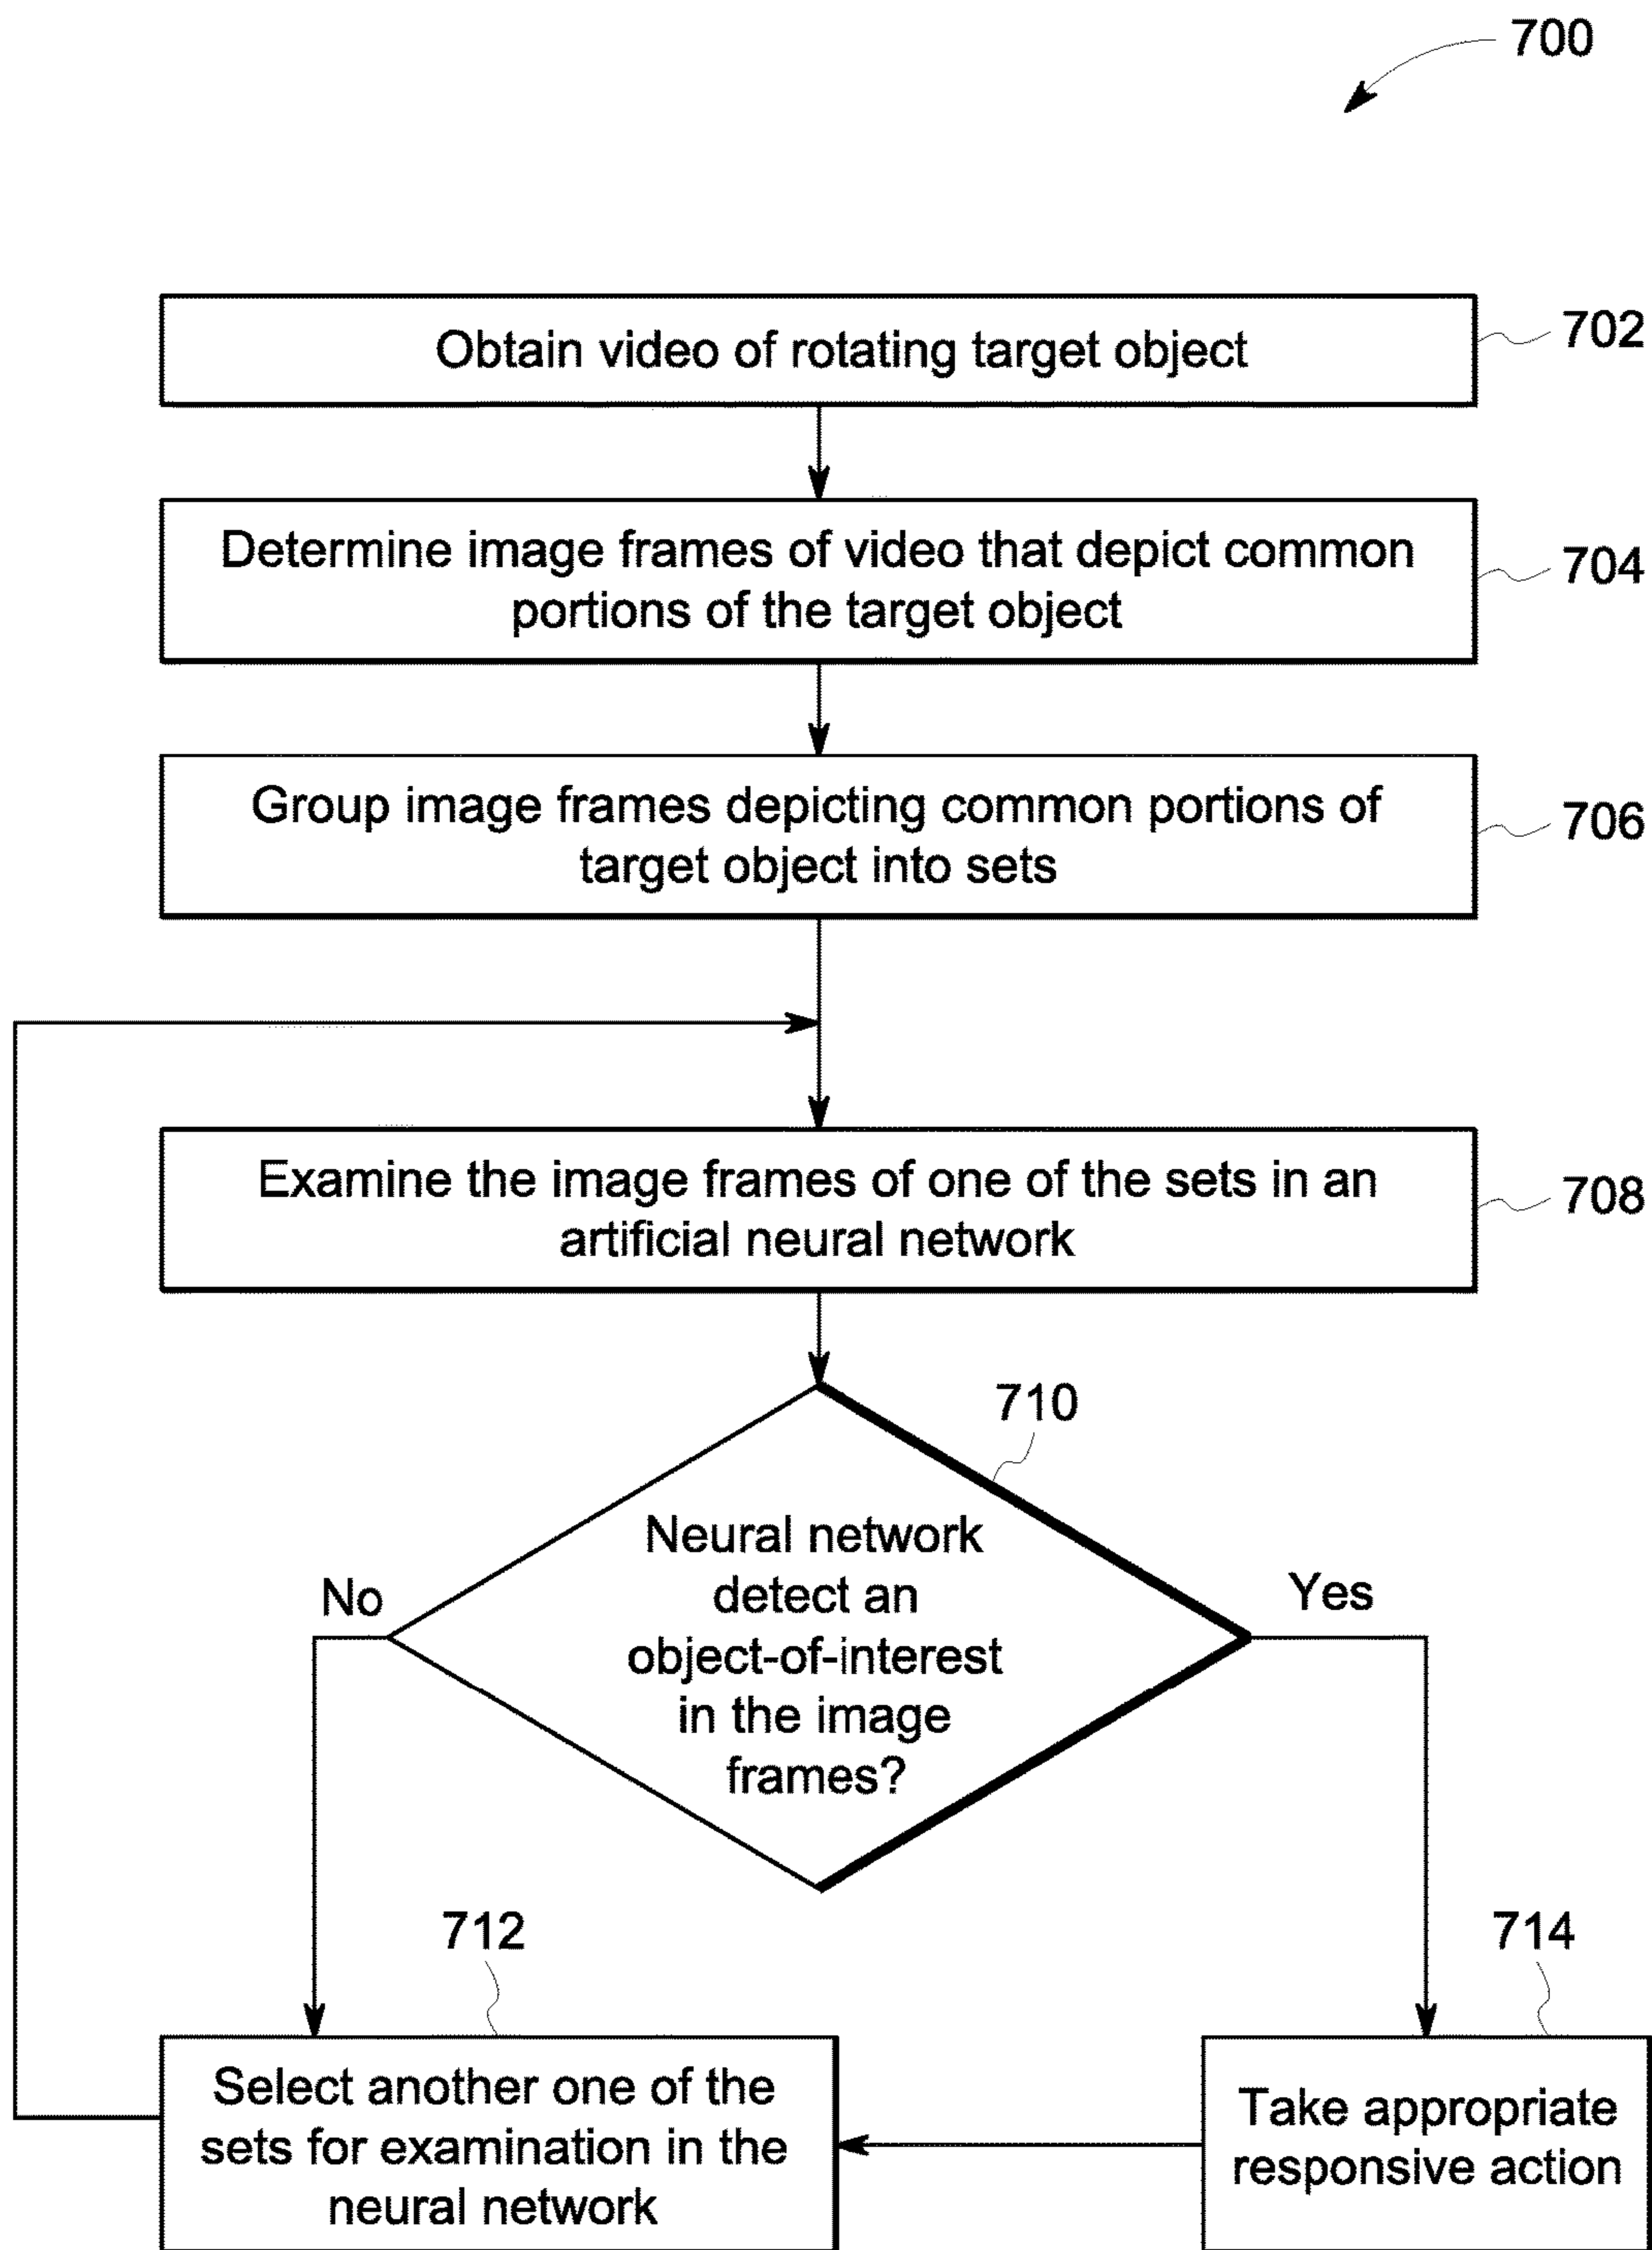 700
Obtain video of rotating target object
702
Determine image frames of video that depict common
portions of the target object
704
Group image frames depicting common portions of
target object into sets
706
Examine the image frames of one of the sets in an
artificial neural network
708
710
Neural network
detect an
object-of-interest
in the image
frames?
No
Yes
712
714
Select another one of the
sets for examination in the
neural network
Take appropriate
responsive action